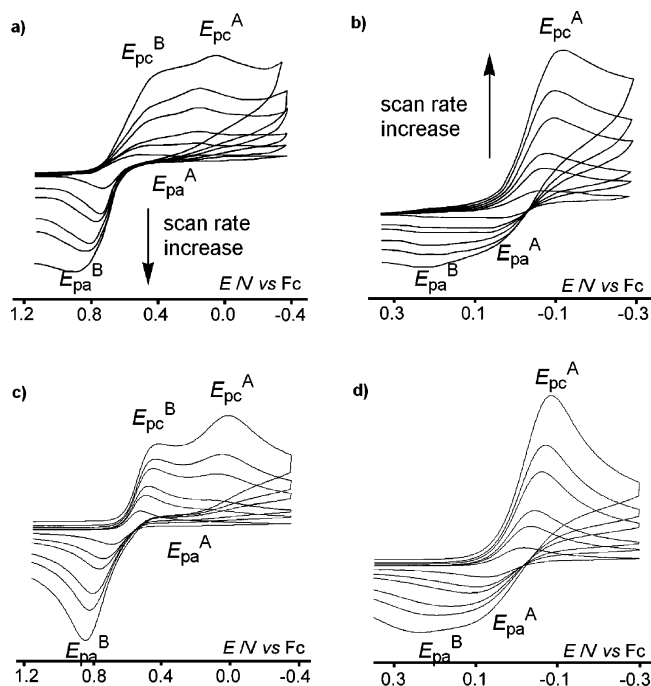 a)
E_pc^B
E_pc^A
E_pa^A
scan rate
increase
E_pa^B
E /V vs Fc
1.2 0.8 0.4 0.0 -0.4
b)
E_pc^A
scan rate
increase
E_pa^A
E_pa^B
E /V vs Fc
0.3 0.1 -0.1 -0.3
c)
E_pc^B
E_pc^A
E_pa^A
E_pa^B
E /V vs Fc
1.2 0.8 0.4 0.0 -0.4
d)
E_pc^A
E_pa^A
E_pa^B
E /V vs Fc
0.3 0.1 -0.1 -0.3